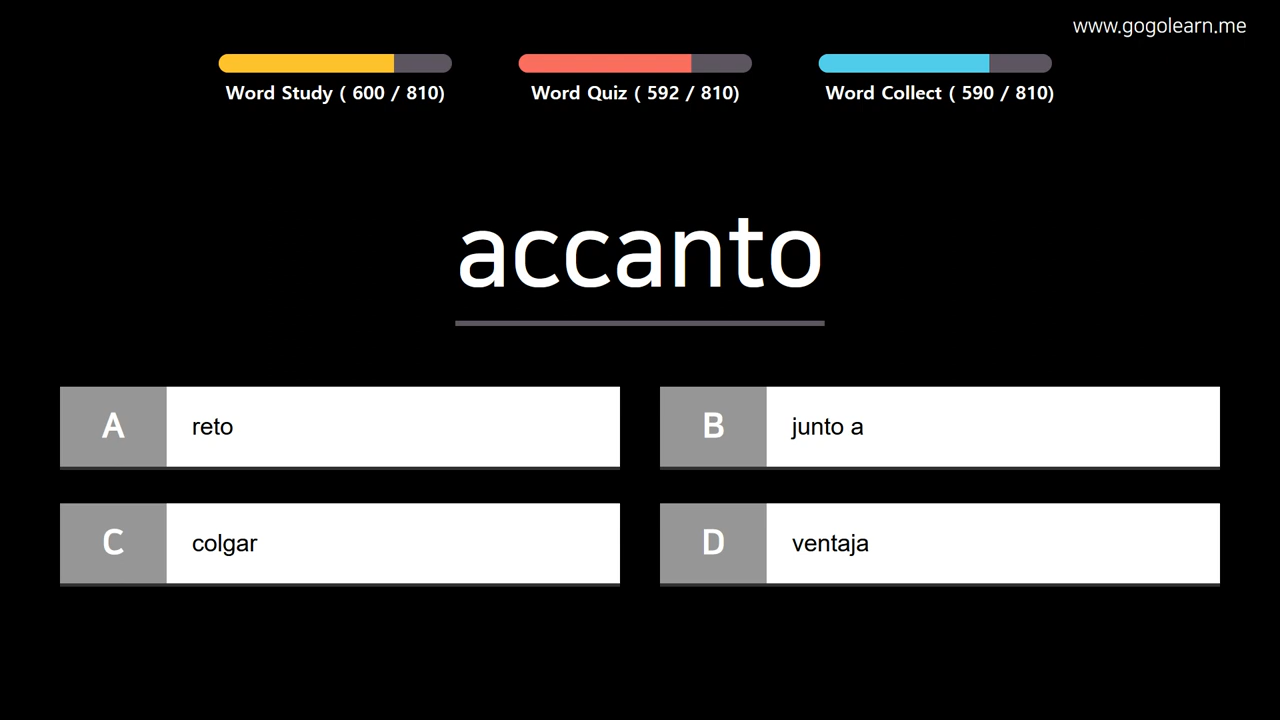 www.gogolearn.me
Word Study ( 600 / 810)
Word Quiz ( 592 / 810)
Word Collect ( 590 / 810)
accanto
A reto
B junto a
C colgar
D ventaja